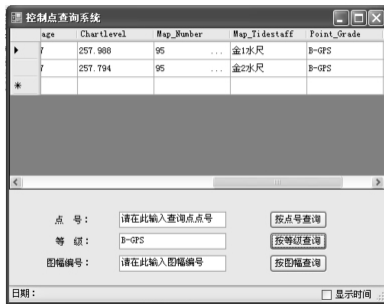 控制点查询系统
age Chartlevel Map_Number Map_Tidestaff Point_Grade
7 257.988 95 ... 金1水尺 B-GPS
7 257.794 95 ... 金2水尺 B-GPS
点 号: 请在此输入查询点点号 按点号查询
等 级: B-GPS 按等级查询
图幅编号: 请在此输入图幅编号 按图幅查询
日期: 显示时间